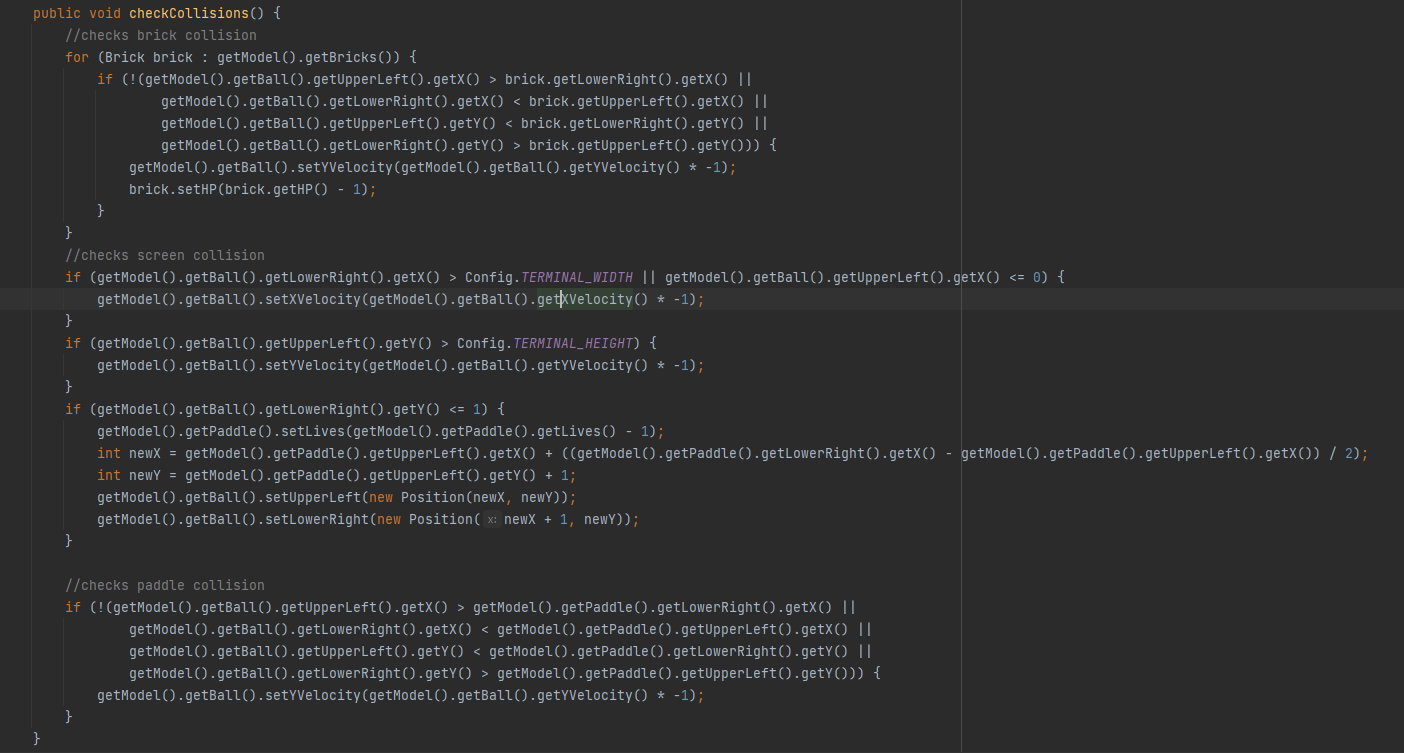 public void checkCollisions() {
    //checks brick collision
    for (Brick brick : getModel().getBricks()) {
        if (!(getModel().getBall().getUpperLeft().getX() > brick.getLowerRight().getX() ||
                getModel().getBall().getLowerRight().getX() < brick.getUpperLeft().getX() ||
                getModel().getBall().getUpperLeft().getY() < brick.getLowerRight().getY() ||
                getModel().getBall().getLowerRight().getY() > brick.getUpperLeft().getY())) {
            getModel().getBall().setYVelocity(getModel().getBall().getYVelocity() * -1);
            brick.setHP(brick.getHP() - 1);
        }
    }
    //checks screen collision
    if (getModel().getBall().getLowerRight().getX() > Config.TERMINAL_WIDTH || getModel().getBall().getUpperLeft().getX() <= 0) {
        getModel().getBall().setXVelocity(getModel().getBall().getXVelocity() * -1);
    }
    if (getModel().getBall().getUpperLeft().getY() > Config.TERMINAL_HEIGHT) {
        getModel().getBall().setYVelocity(getModel().getBall().getYVelocity() * -1);
    }
    if (getModel().getBall().getLowerRight().getY() <= 1) {
        getModel().getPaddle().setLives(getModel().getPaddle().getLives() - 1);
        int newX = getModel().getPaddle().getUpperLeft().getX() + ((getModel().getPaddle().getLowerRight().getX() - getModel().getPaddle().getUpperLeft().getX()) / 2);
        int newY = getModel().getPaddle().getUpperLeft().getY() + 1;
        getModel().getBall().setUpperLeft(new Position(newX, newY));
        getModel().getBall().setLowerRight(new Position( x: newX + 1, newY));
    }

    //checks paddle collision
    if (!(getModel().getBall().getUpperLeft().getX() > getModel().getPaddle().getLowerRight().getX() ||
            getModel().getBall().getLowerRight().getX() < getModel().getPaddle().getUpperLeft().getX() ||
            getModel().getBall().getUpperLeft().getY() < getModel().getPaddle().getLowerRight().getY() ||
            getModel().getBall().getLowerRight().getY() > getModel().getPaddle().getUpperLeft().getY())) {
        getModel().getBall().setYVelocity(getModel().getBall().getYVelocity() * -1);
    }
}